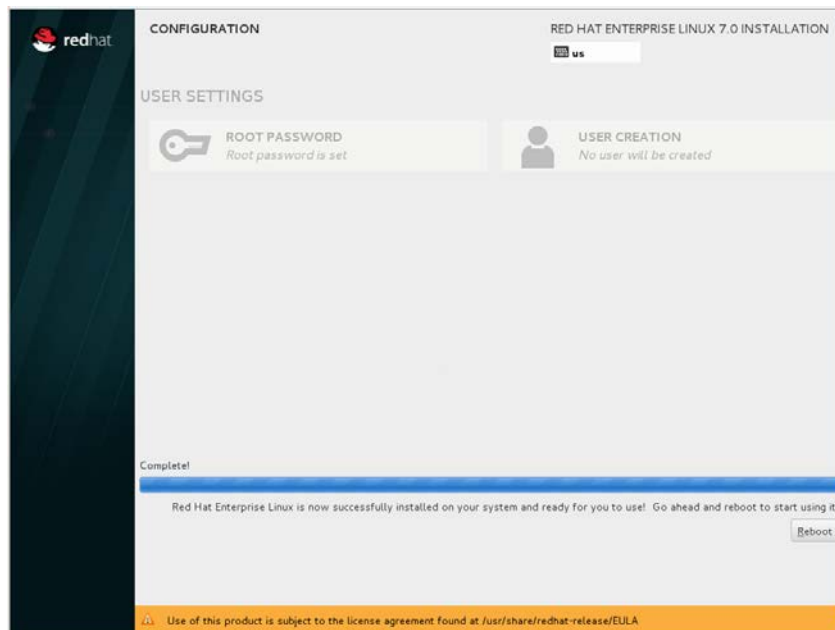 redhat
CONFIGURATION
RED HAT ENTERPRISE LINUX 7.0 INSTALLATION
us
USER SETTINGS
ROOT PASSWORD
Root password is set
USER CREATION
No user will be created
Complete!
Red Hat Enterprise Linux is now successfully installed on your system and ready for you to use! Go ahead and reboot to start using it
Reboot
Use of this product is subject to the license agreement found at /usr/share/redhat-release/EULA